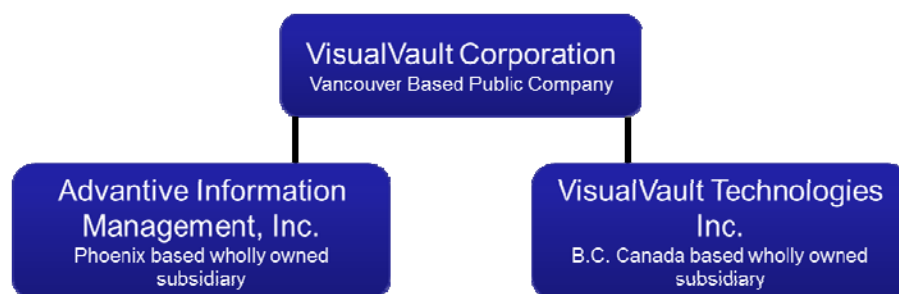 VisualVault Corporation
Vancouver Based Public Company
Advantive Information
Management, Inc.
Phoenix based wholly owned
subsidiary
VisualVault Technologies
Inc.
B.C. Canada based wholly owned
subsidiary